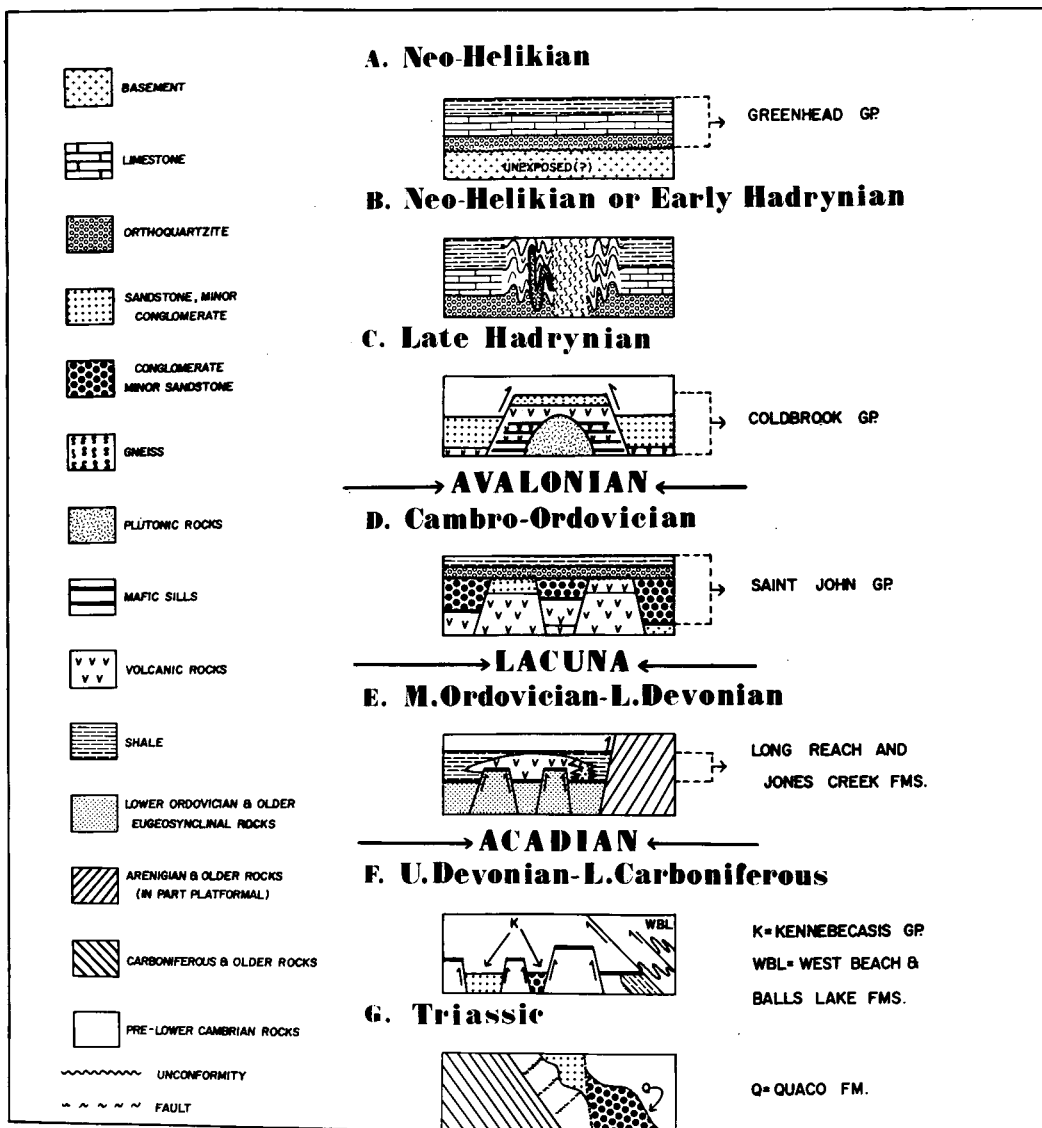 BASEMENT
LIMESTONE
ORTHOQUARTZITE
SANDSTONE, MINOR
CONGLOMERATE
CONGLOMERATE
MINOR SANDSTONE
GNEISS
PLUTONIC ROCKS
MAFIC SILLS
VOLCANIC ROCKS
SHALE
LOWER ORDOVICIAN & OLDER
EUGEOSYNCLINAL ROCKS
ARENIGIAN & OLDER ROCKS
(IN PART PLATFORMAL)
CARBONIFEROUS & OLDER ROCKS
PRE-LOWER CAMBRIAN ROCKS
UNCONFORMITY
FAULT
A. Neo-Helikian
UNEXPOSED(?)
GREENHEAD GP.
B. Neo-Helikian or Early Hadrynian
C. Late Hadrynian
COLDBROOK GP.
AVALONIAN
D. Cambro-Ordovician
SAINT JOHN GP.
LACUNA
E. M.Ordovician-L.Devonian
LONG REACH AND
JONES CREEK FMS.
ACADIAN
F. U.Devonian-L.Carboniferous
K
WBL
K=KENNEBECASIS GP.
WBL= WEST BEACH &
BALLS LAKE FMS.
G. Triassic
Q
Q= QUACO FM.